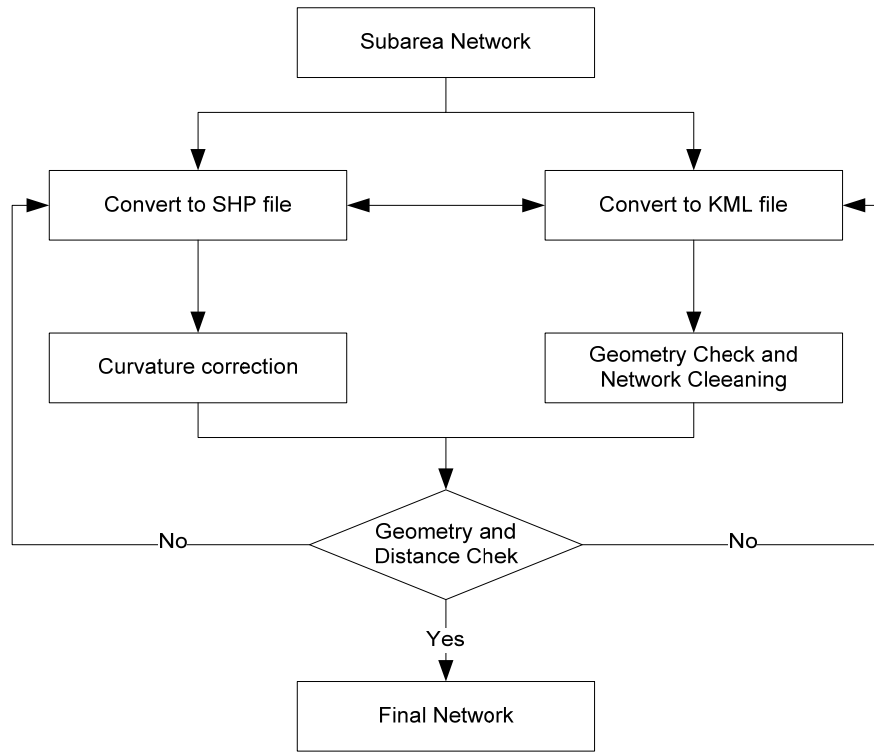 Subarea Network
Convert to SHP file
Convert to KML file
Curvature correction
Geometry Check and
Network Cleeaning
Geometry and
Distance Chek
No
No
Yes
Final Network